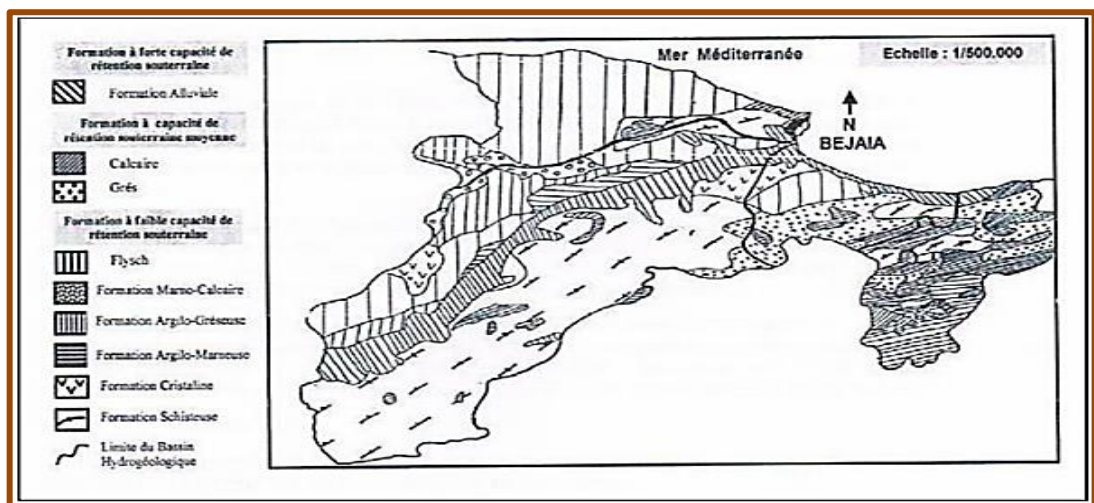 Formation à forte capacité de
rétention souterraine
Formation Alluviale
Formation à capacité de
rétention souterraine moyenne
Calcaire
Grés
Formation à faible capacité de
rétention souterraine
Flysch
Formation Marno-Calcaire
Formation Argilo-Gréseuse
Formation Argilo-Marneuse
Formation Cristaline
Formation Schisteuse
Limite du Bassin
Hydrogéologique
Mer Méditerranée
Echelle : 1/500.000
N
BEJAIA